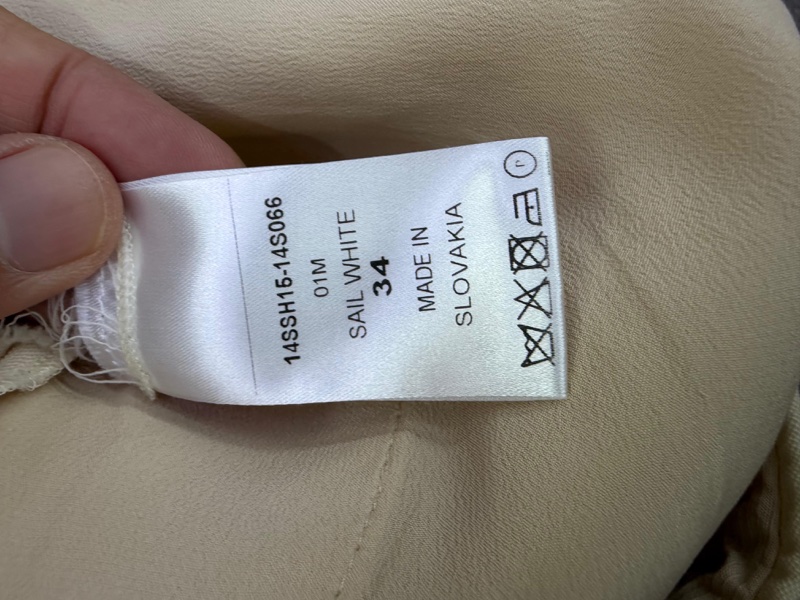 14SSH15-14S066
01M
SAIL WHITE
34
MADE IN
SLOVAKIA